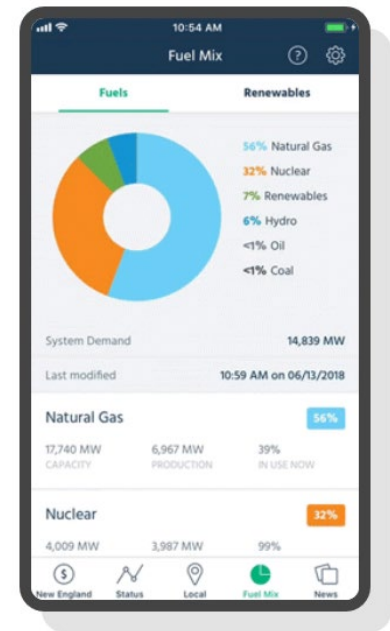 10:54 AM
Fuel Mix
?
Fuels Renewables
56% Natural Gas
32% Nuclear
7% Renewables
6% Hydro
<1% Oil
<1% Coal
System Demand 14,839 MW
Last modified 10:59 AM on 06/13/2018
Natural Gas 56%
17,740 MW 6,967 MW 39%
CAPACITY PRODUCTION IN USE NOW
Nuclear 32%
4,009 MW 3,987 MW 99%
$
New England Status Local Fuel Mix News